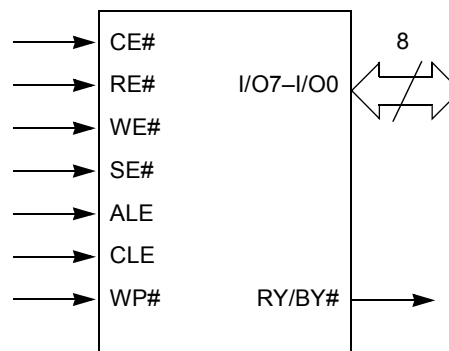 8
CE#
RE#
I/O7–I/O0
WE#
SE#
ALE
CLE
WP#
RY/BY#